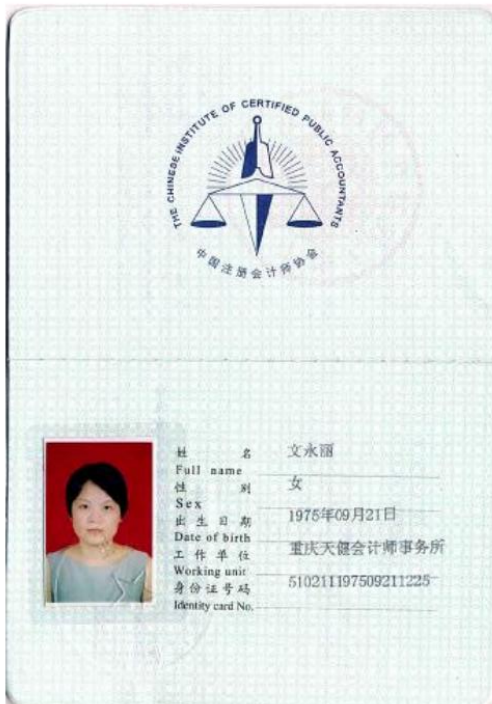 THE CHINESE INSTITUTE OF CERTIFIED PUBLIC ACCOUNTANTS
中国注册会计师协会
姓 名 文永丽
Full name
性 别 女
Sex
出生日期 1975年09月21日
Date of birth
工作单位 重庆天健会计师事务所
Working unit
身份证号码 510211197509211225
Identity card No.